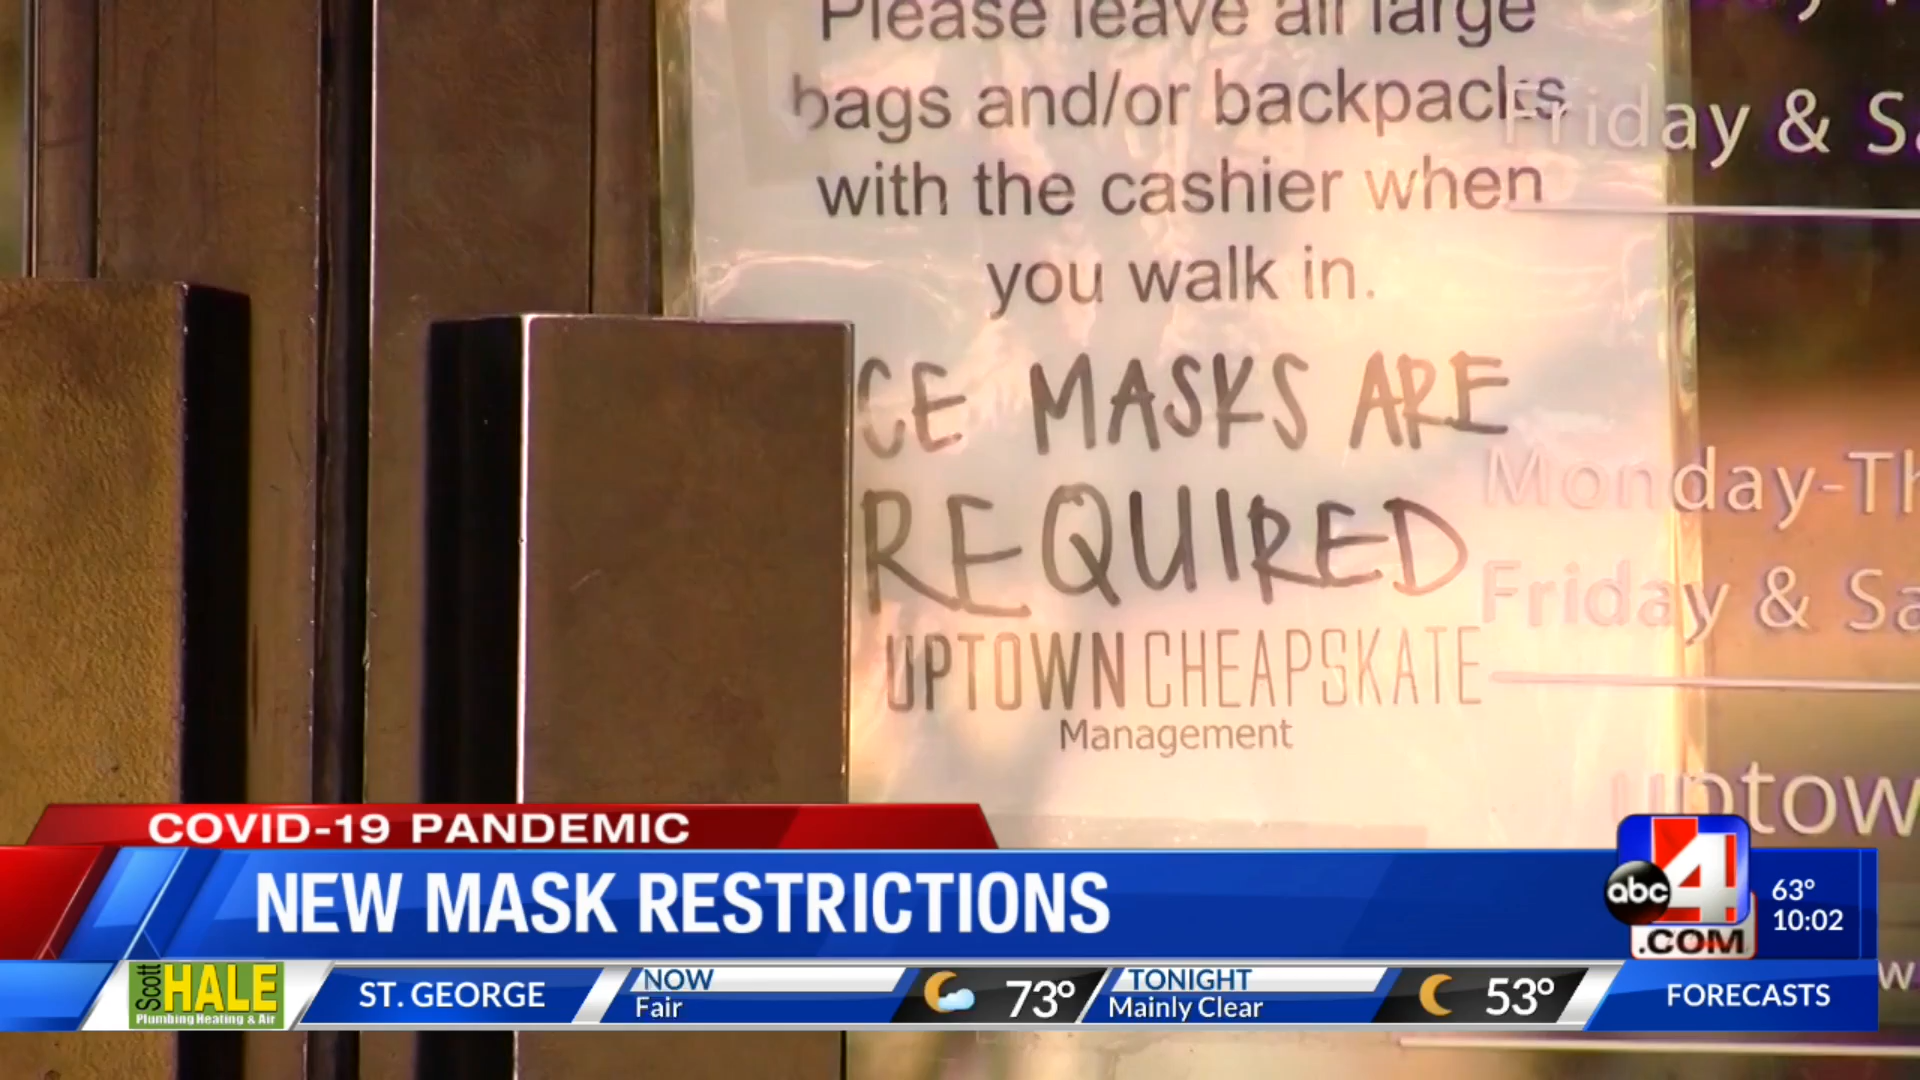 Please leave all large
bags and/or backpacks
with the cashier when
you walk in.
CE MASKS ARE
REQUIRED
UPTOWN CHEAPSKATE
Management
Friday & Sa
Monday-Th
Friday & Sa
uptow
w
COVID-19 PANDEMIC
NEW MASK RESTRICTIONS
abc 4
.COM
63°
10:02
Scott HALE
Plumbing Heating & Air
ST. GEORGE
NOW
Fair
73°
TONIGHT
Mainly Clear
53°
FORECASTS